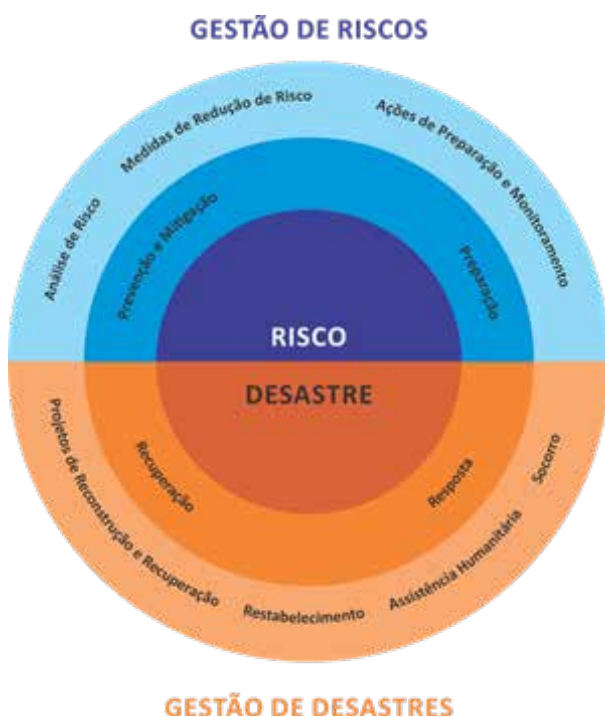 GESTÃO DE RISCOS
Medidas de Redução de Risco
Ações de Preparação e Monitoramento
Análise de Risco
Prevenção e Mitigação
Preparação
RISCO
DESASTRE
Recuperação
Resposta
Socorro
Projetos de Reconstrução e Recuperação
Assistência Humanitária
Restabelecimento
GESTÃO DE DESASTRES